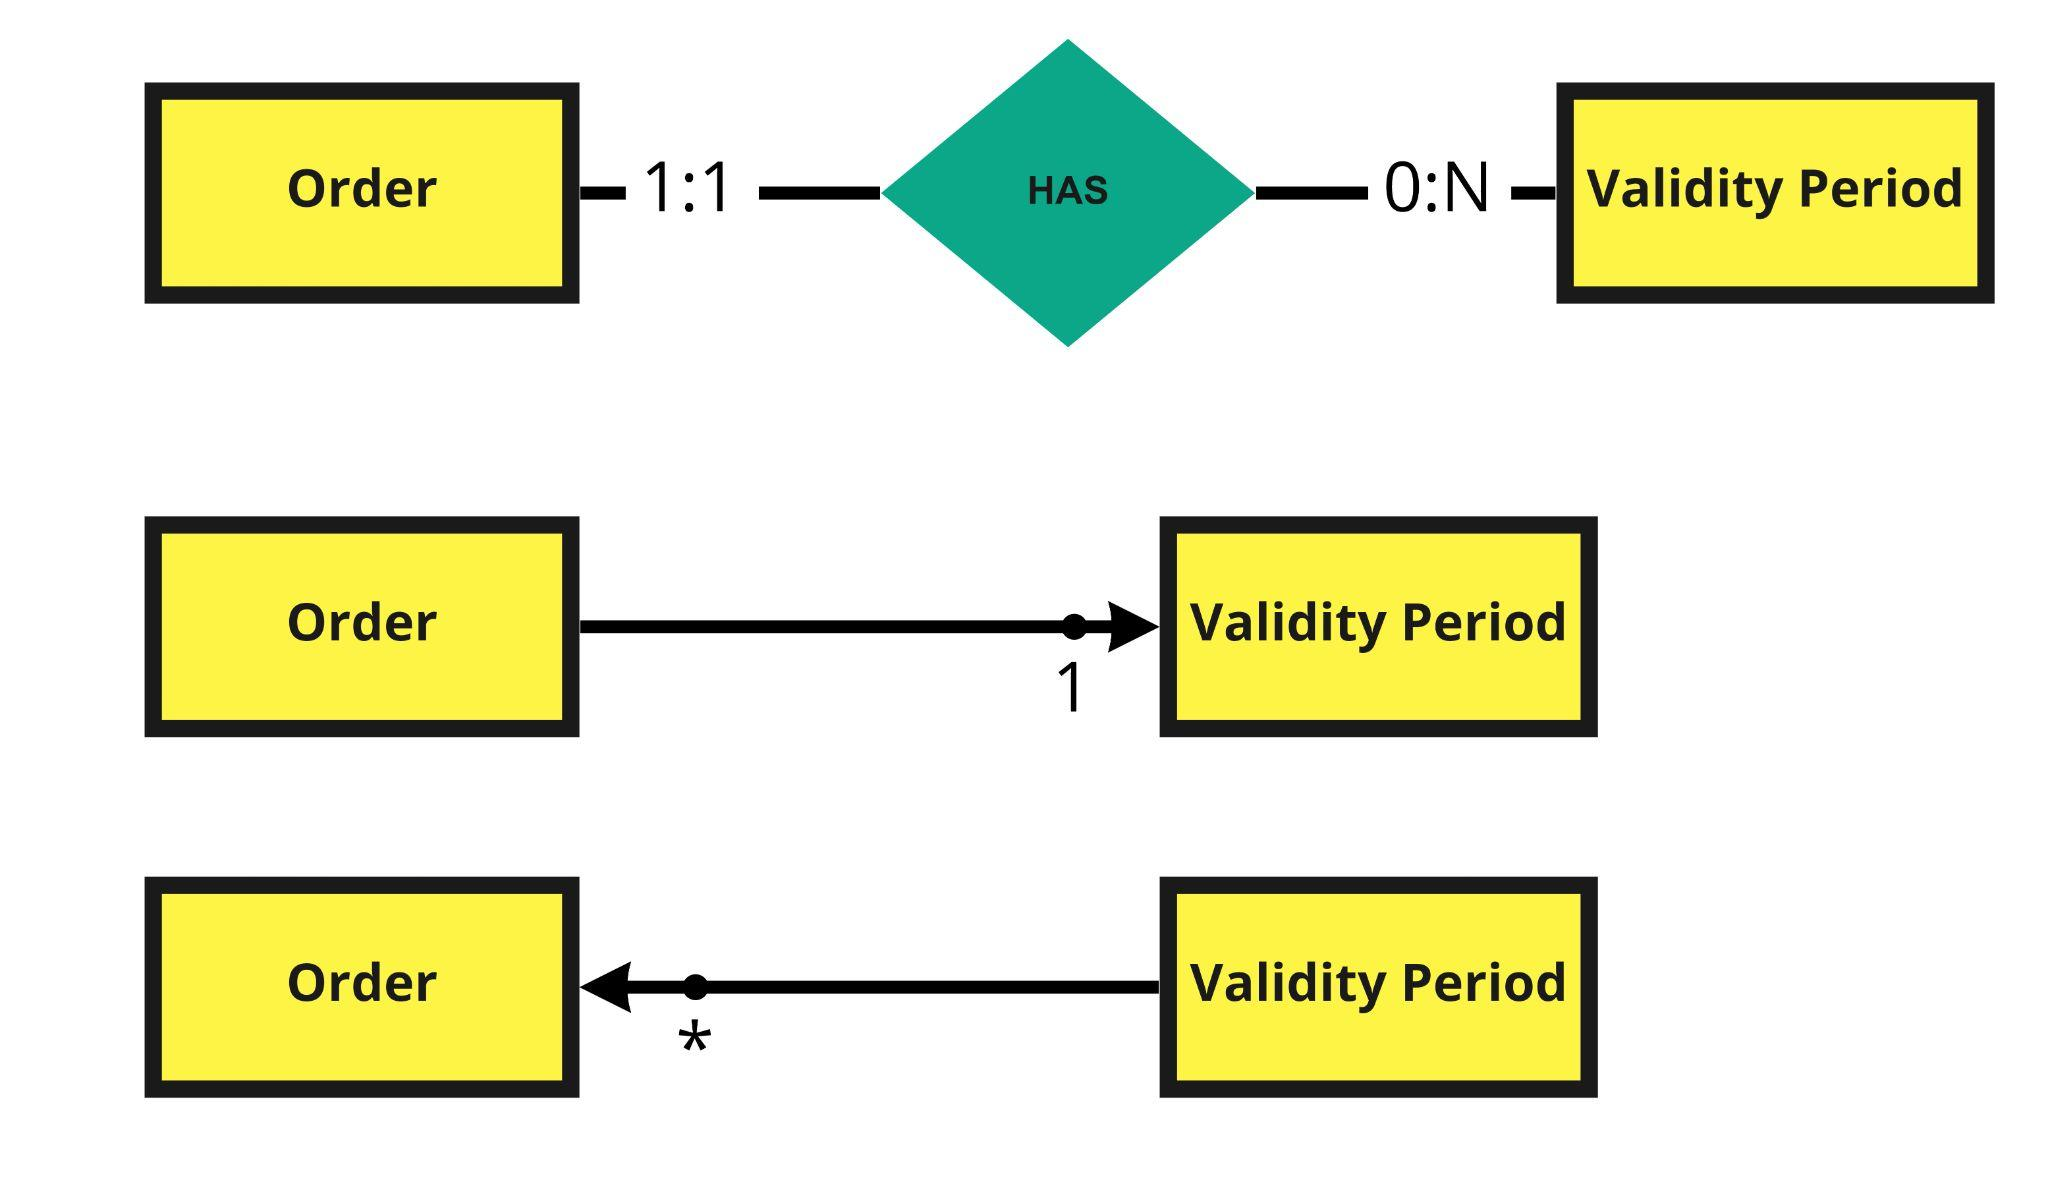 Order 1:1 HAS 0:N Validity Period
Order Validity Period
1
Order Validity Period
*